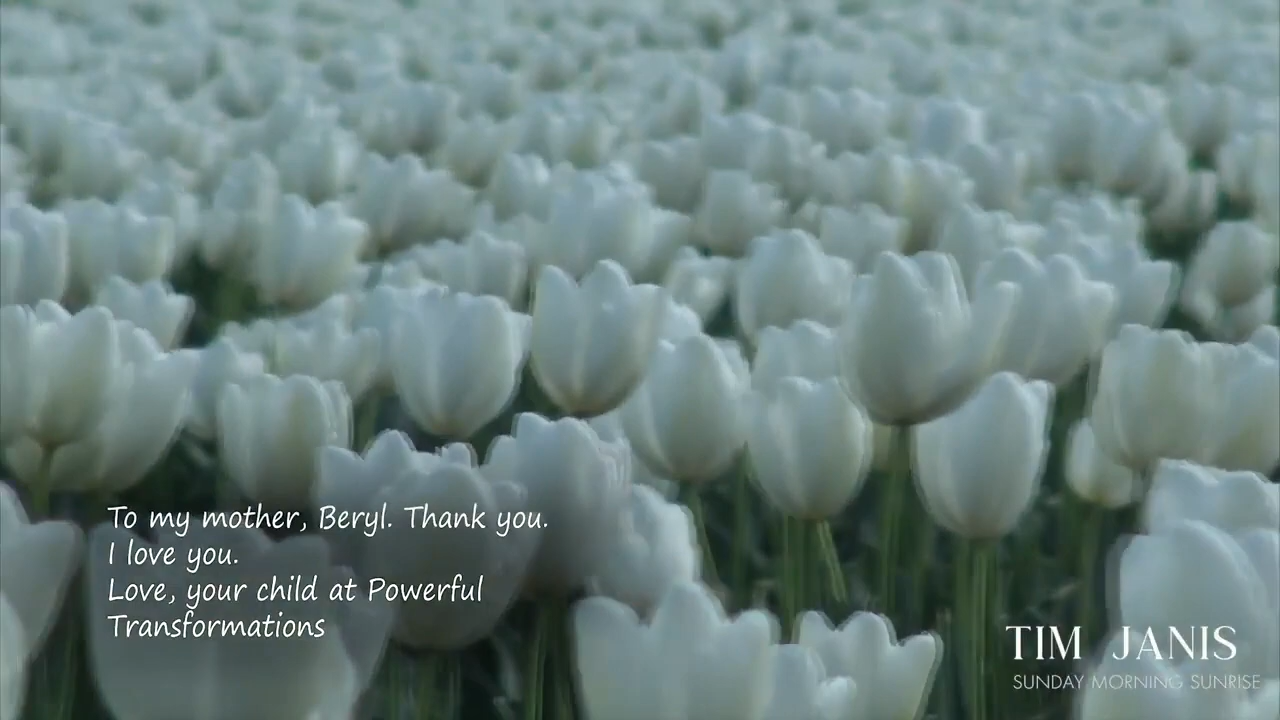 To my mother, Beryl. Thank you.
I love you.
Love, your child at Powerful
Transformations
TIM JANIS
SUNDAY MORNING SUNRISE